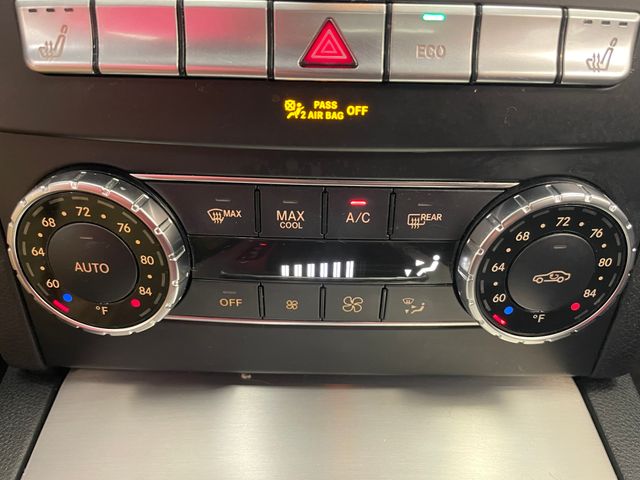 ECO
PASS
2 AIR BAG OFF
72
68 76
64 80
60 84
AUTO
°F
MAX
MAX
COOL
A/C
REAR
OFF
72
68 76
64 80
60 84
°F